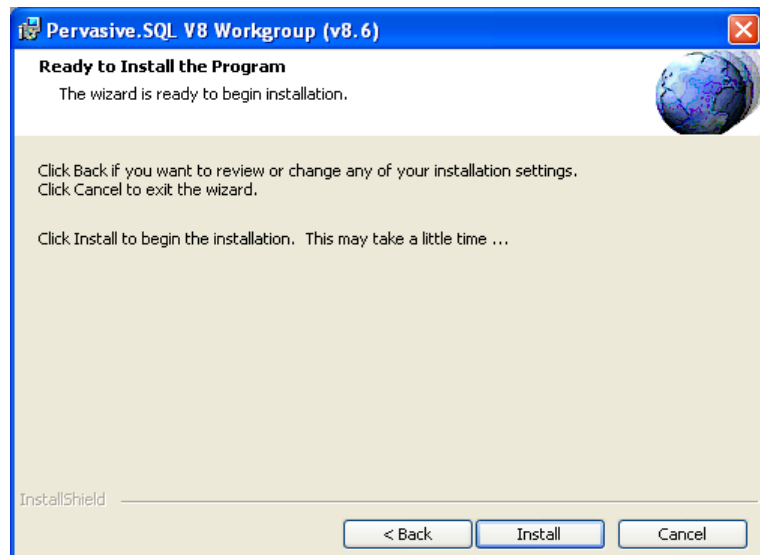 Pervasive.SQL V8 Workgroup (v8.6)
Ready to Install the Program
The wizard is ready to begin installation.
Click Back if you want to review or change any of your installation settings.
Click Cancel to exit the wizard.
Click Install to begin the installation.  This may take a little time ...
InstallShield
< Back
Install
Cancel